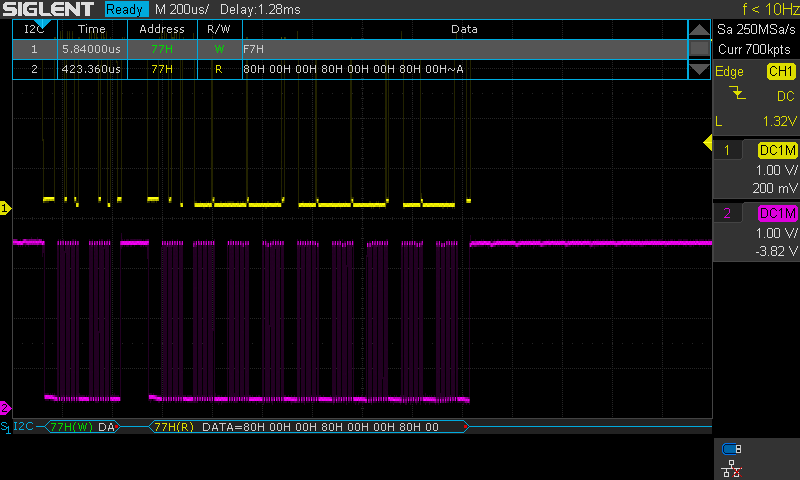 SIGLENT Ready M 200us/ Delay:1.28ms f < 10Hz
I2C Time Address R/W Data
1 5.84000us 77H W F7H
2 423.360us 77H R 80H 00H 00H 80H 00H 00H 80H 00H~A
Sa 250MSa/s
Curr 700kpts
Edge CH1
DC
L 1.32V
1 DC1M
1.00 V/
200 mV
2 DC1M
1.00 V/
-3.82 V
1
2
S1 I2C 77H(W) DA 77H(R) DATA=80H 00H 00H 80H 00H 00H 80H 00